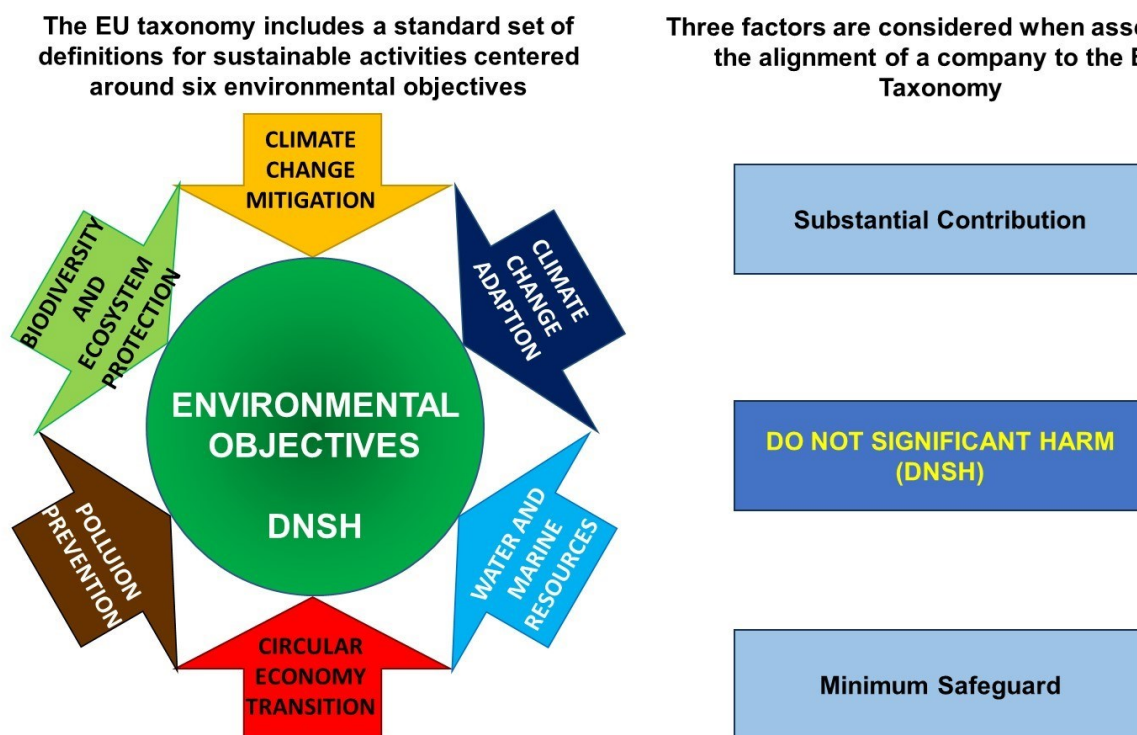 The EU taxonomy includes a standard set of
definitions for sustainable activities centered
around six environmental objectives
CLIMATE
CHANGE
MITIGATION
CLIMATE
CHANGE
ADAPTION
WATER AND
MARINE
RESOURCES
CIRCULAR
ECONOMY
TRANSITION
POLLUION
PREVENTION
BIODIVERSITY
AND
ECOSYSTEM
PROTECTION
ENVIRONMENTAL
OBJECTIVES
DNSH
Three factors are considered when
the alignment of a company to the
Taxonomy
Substantial Contribution
DO NOT SIGNIFICANT HARM
(DNSH)
Minimum Safeguard